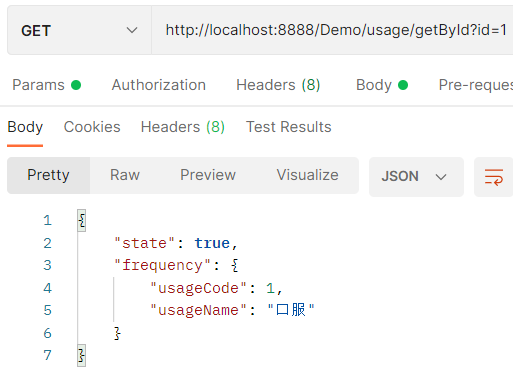 GET http://localhost:8888/Demo/usage/getById?id=1
Params Authorization Headers (8) Body Pre-reques
Body Cookies Headers (8) Test Results
Pretty Raw Preview Visualize JSON
1 {
2 "state": true,
3 "frequency": {
4 "usageCode": 1,
5 "usageName": "口服"
6 }
7 }